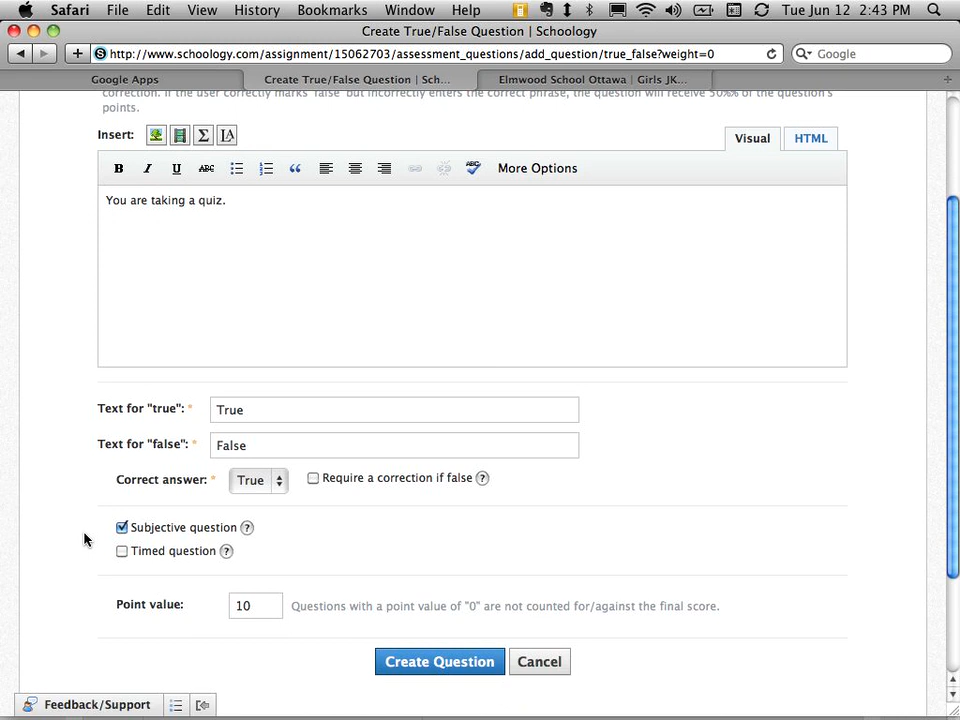 Safari File Edit View History Bookmarks Window Help Tue Jun 12 2:43 PM
Create True/False Question | Schoology
http://www.schoology.com/assignment/15062703/assessment_questions/add_question/true_false?weight=0 Google
Google Apps Create True/False Question | Sch... Elmwood School Ottawa | Girls JK...
correction. If the user correctly marks 'false' but incorrectly enters the correct phrase, the question will receive 50%% of the question's
points.
Insert: Σ IA Visual HTML
B I U ABC “ ABC More Options
You are taking a quiz.
Text for "true": * True
Text for "false": * False
Correct answer: * True Require a correction if false ?
Subjective question ?
Timed question ?
Point value: 10 Questions with a point value of "0" are not counted for/against the final score.
Create Question Cancel
Feedback/Support